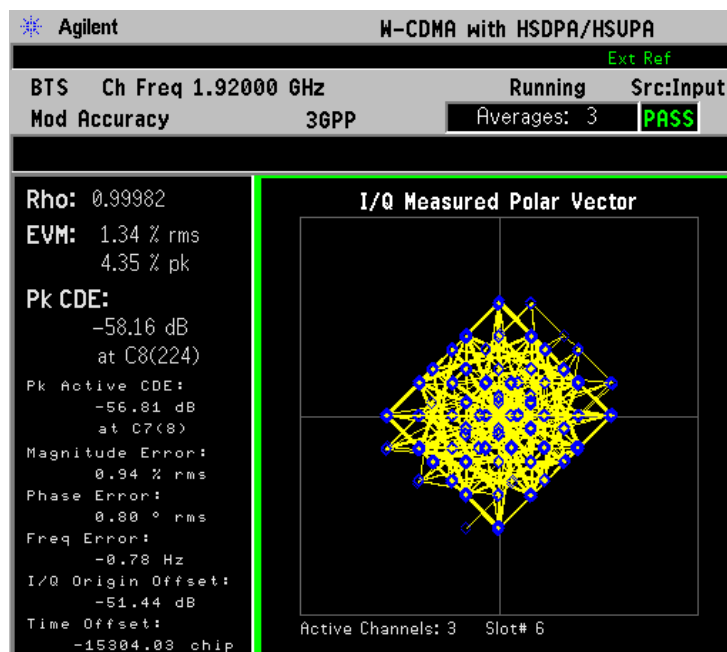 Agilent W-CDMA with HSDPA/HSUPA
Ext Ref
BTS Ch Freq 1.92000 GHz Running Src:Input
Mod Accuracy 3GPP Averages: 3 PASS
Rho: 0.99982
EVM: 1.34 % rms
4.35 % pk
Pk CDE:
-58.16 dB
at C8(224)
Pk Active CDE:
-56.81 dB
at C7(8)
Magnitude Error:
0.94 % rms
Phase Error:
0.80 ° rms
Freq Error:
-0.78 Hz
I/Q Origin Offset:
-51.44 dB
Time Offset:
-15304.03 chip
I/Q Measured Polar Vector
Active Channels: 3 Slot# 6